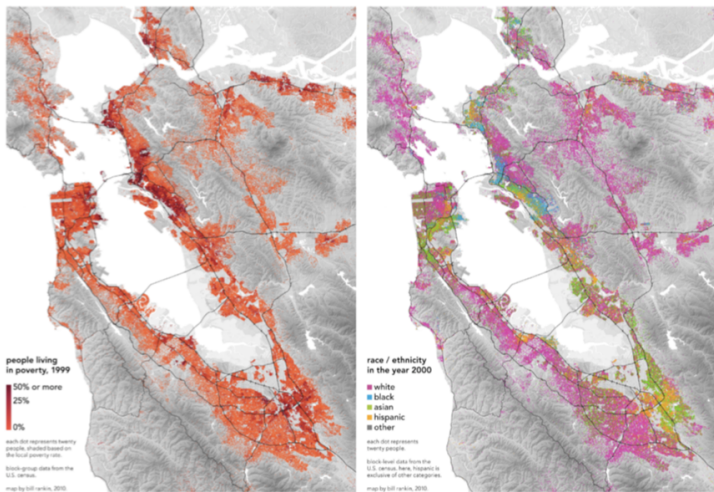 people living
in poverty, 1999
50% or more
25%
0%
each dot represents twenty
people, shaded based on
the local poverty rate.
block-group data from the
U.S. census.
map by bill rankin, 2010.
race / ethnicity
in the year 2000
white
black
asian
hispanic
other
each dot represents
twenty people.
block-level data from the
U.S. census. here, hispanic is
exclusive of other categories.
map by bill rankin, 2010.